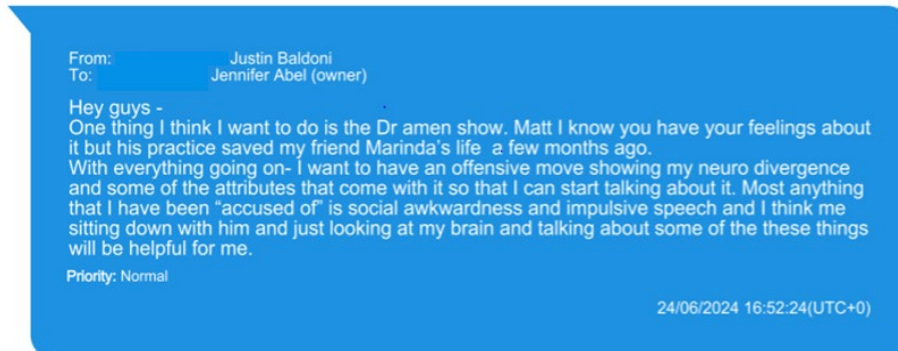 From: Justin Baldoni
To: Jennifer Abel (owner)
Hey guys -
One thing I think I want to do is the Dr amen show. Matt I know you have your feelings about
it but his practice saved my friend Marinda's life a few months ago.
With everything going on- I want to have an offensive move showing my neuro divergence
and some of the attributes that come with it so that I can start talking about it. Most anything
that I have been “accused of” is social awkwardness and impulsive speech and I think me
sitting down with him and just looking at my brain and talking about some of the these things
will be helpful for me.
Priority: Normal
24/06/2024 16:52:24(UTC+0)